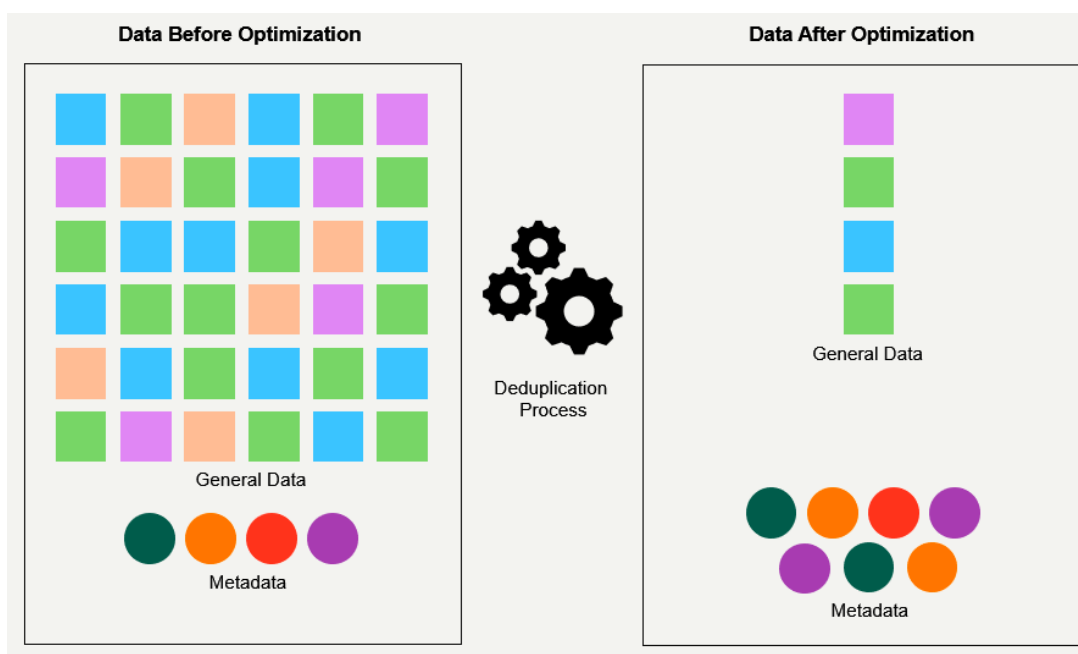 Data Before Optimization
Data After Optimization
General Data
Metadata
Deduplication
Process
General Data
Metadata